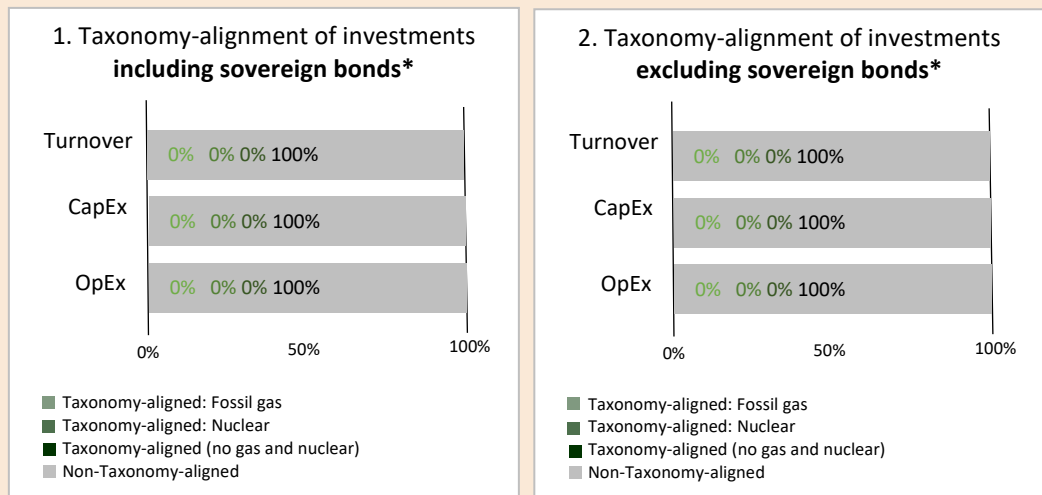 1. Taxonomy-alignment of investments
including sovereign bonds*
Turnover
0% 0% 0% 100%
CapEx
0% 0% 0% 100%
OpEx
0% 0% 0% 100%
0% 50% 100%
Taxonomy-aligned: Fossil gas
Taxonomy-aligned: Nuclear
Taxonomy-aligned (no gas and nuclear)
Non-Taxonomy-aligned
2. Taxonomy-alignment of investments
excluding sovereign bonds*
Turnover
0% 0% 0% 100%
CapEx
0% 0% 0% 100%
OpEx
0% 0% 0% 100%
0% 50% 100%
Taxonomy-aligned: Fossil gas
Taxonomy-aligned: Nuclear
Taxonomy-aligned (no gas and nuclear)
Non-Taxonomy-aligned